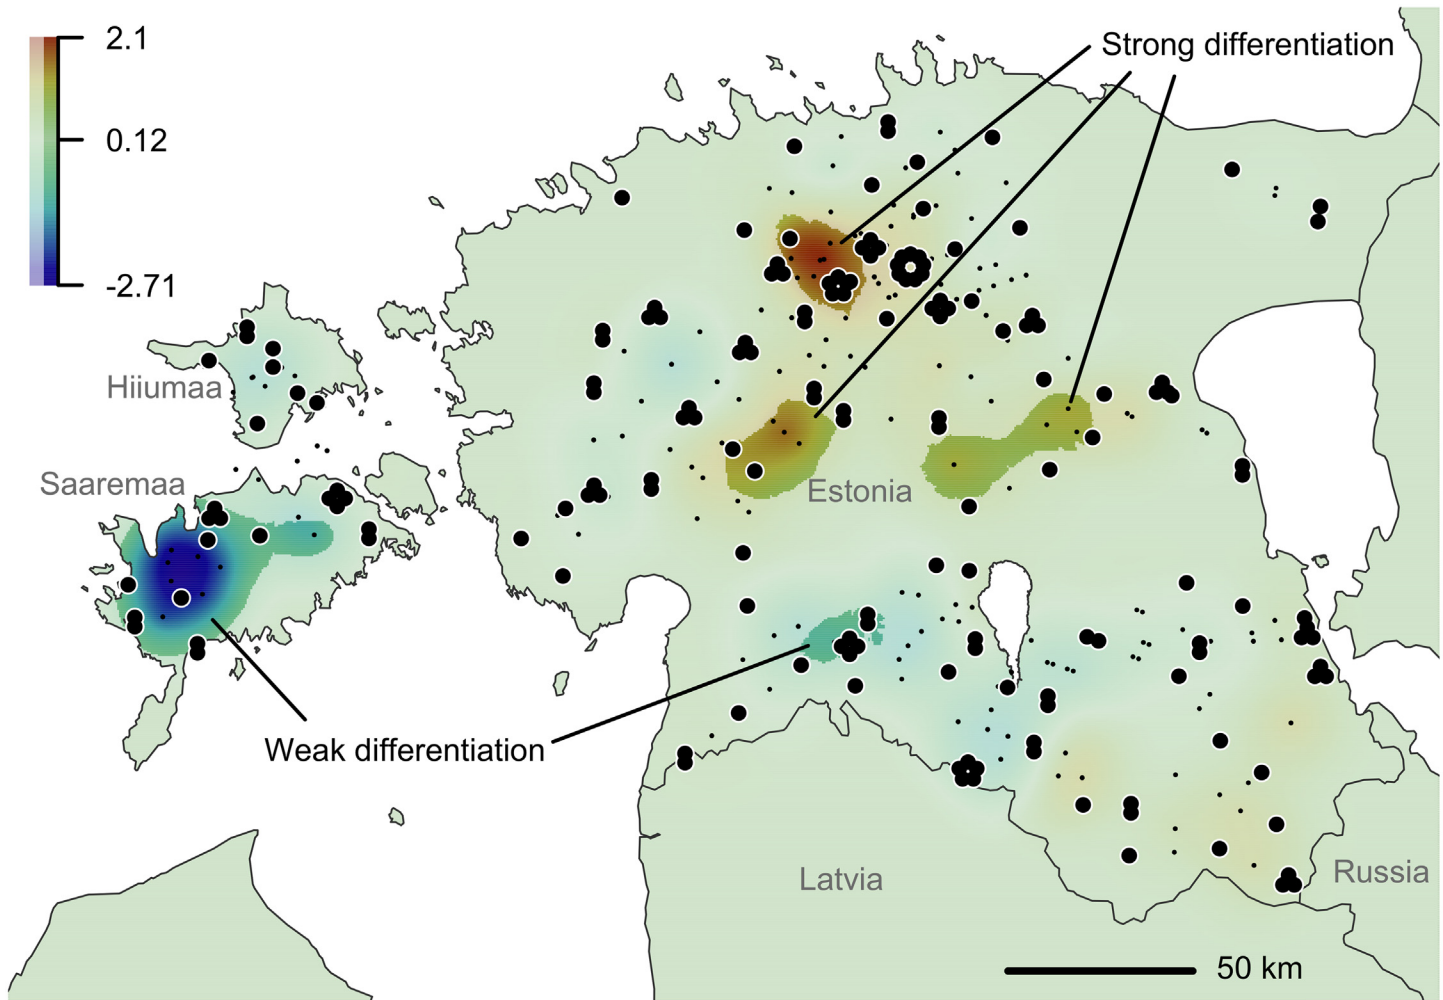 2.1
Strong differentiation
0.12
-2.71
Hiiumaa
Saaremaa
Estonia
Weak differentiation
Latvia
Russia
50 km